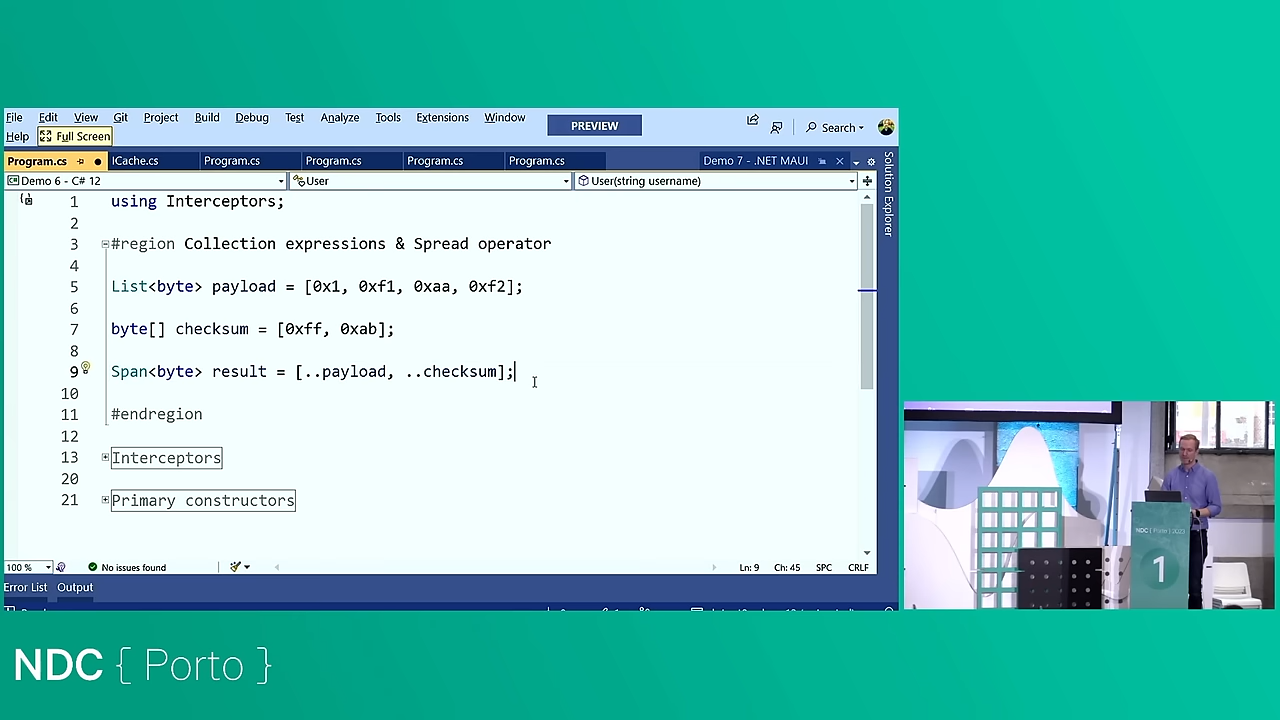 File Edit View Git Project Build Debug Test Analyze Tools Extensions Window PREVIEW Search
Help Full Screen
Program.cs ICache.cs Program.cs Program.cs Program.cs Program.cs Demo 7 - .NET MAUI
Demo 6 - C# 12 User User(string username)
Solution Explorer
1 using Interceptors;
2
3 #region Collection expressions & Spread operator
4
5 List<byte> payload = [0x1, 0xf1, 0xaa, 0xf2];
6
7 byte[] checksum = [0xff, 0xab];
8
9 Span<byte> result = [..payload, ..checksum];
10
11 #endregion
12
13 Interceptors
20
21 Primary constructors
100 % No issues found Ln: 9 Ch: 45 SPC CRLF
Error List Output
NDC { Porto } 2023
1
NDC { Porto }